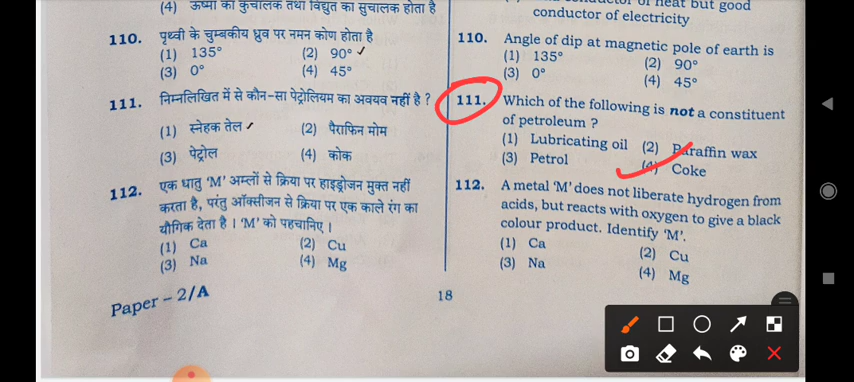 (4) ऊष्मा का कुचालक तथा विद्युत का सुचालक होता है
110. पृथ्वी के चुम्बकीय ध्रुव पर नमन कोण होता है
(1) 135° (2) 90°
(3) 0° (4) 45°
111. निम्नलिखित में से कौन-सा पेट्रोलियम का अवयव नहीं है ?
(1) स्नेहक तेल (2) पैराफिन मोम
(3) पेट्रोल (4) कोक
112. एक धातु 'M' अम्लों से क्रिया पर हाइड्रोजन मुक्त नहीं
करता है, परंतु ऑक्सीजन से क्रिया पर एक काले रंग का
यौगिक देता है । 'M' को पहचानिए ।
(1) Ca (2) Cu
(3) Na (4) Mg
Paper – 2/A
of heat but good
conductor of electricity
110. Angle of dip at magnetic pole of earth is
(1) 135° (2) 90°
(3) 0° (4) 45°
111. Which of the following is not a constituent
of petroleum ?
(1) Lubricating oil (2) Paraffin wax
(3) Petrol (4) Coke
112. A metal 'M' does not liberate hydrogen from
acids, but reacts with oxygen to give a black
colour product. Identify 'M'.
(1) Ca (2) Cu
(3) Na (4) Mg
18